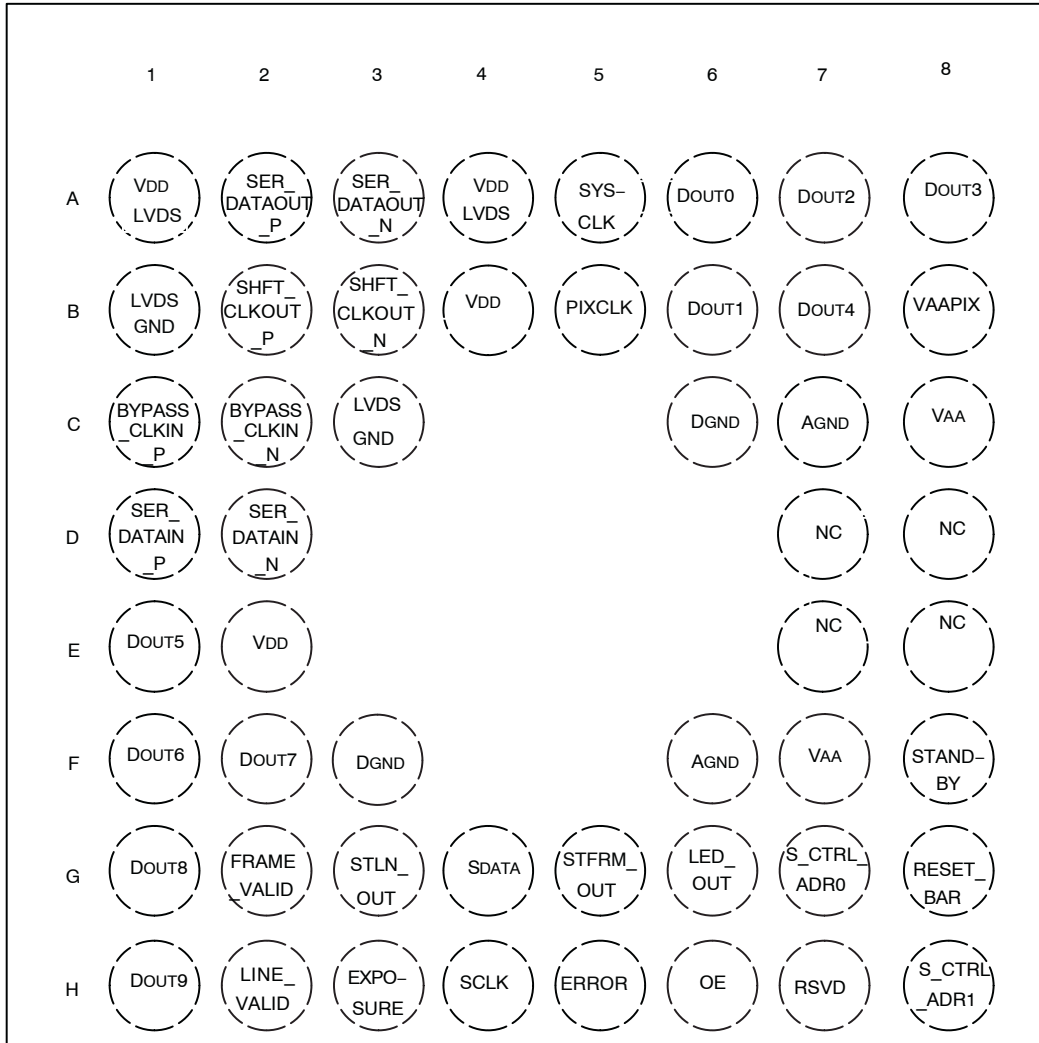 1 2 3 4 5 6 7 8
A
VDD
LVDS
SER_
DATAOUT
_P
SER_
DATAOUT
_N
VDD
LVDS
SYS–
CLK
DOUT0
DOUT2
DOUT3
B
LVDS
GND
SHFT_
CLKOUT
_P
SHFT_
CLKOUT
_N
VDD
PIXCLK
DOUT1
DOUT4
VAAPIX
C
BYPASS
_CLKIN
_P
BYPASS
_CLKIN
_N
LVDS
GND
DGND
AGND
VAA
D
SER_
DATAIN
_P
SER_
DATAIN
_N
NC
NC
E
DOUT5
VDD
NC
NC
F
DOUT6
DOUT7
DGND
AGND
VAA
STAND–
BY
G
DOUT8
FRAME
_VALID
STLN_
OUT
SDATA
STFRM_
OUT
LED_
OUT
S_CTRL_
ADR0
RESET_
BAR
H
DOUT9
LINE_
VALID
EXPO–
SURE
SCLK
ERROR
OE
RSVD
S_CTRL
_ADR1